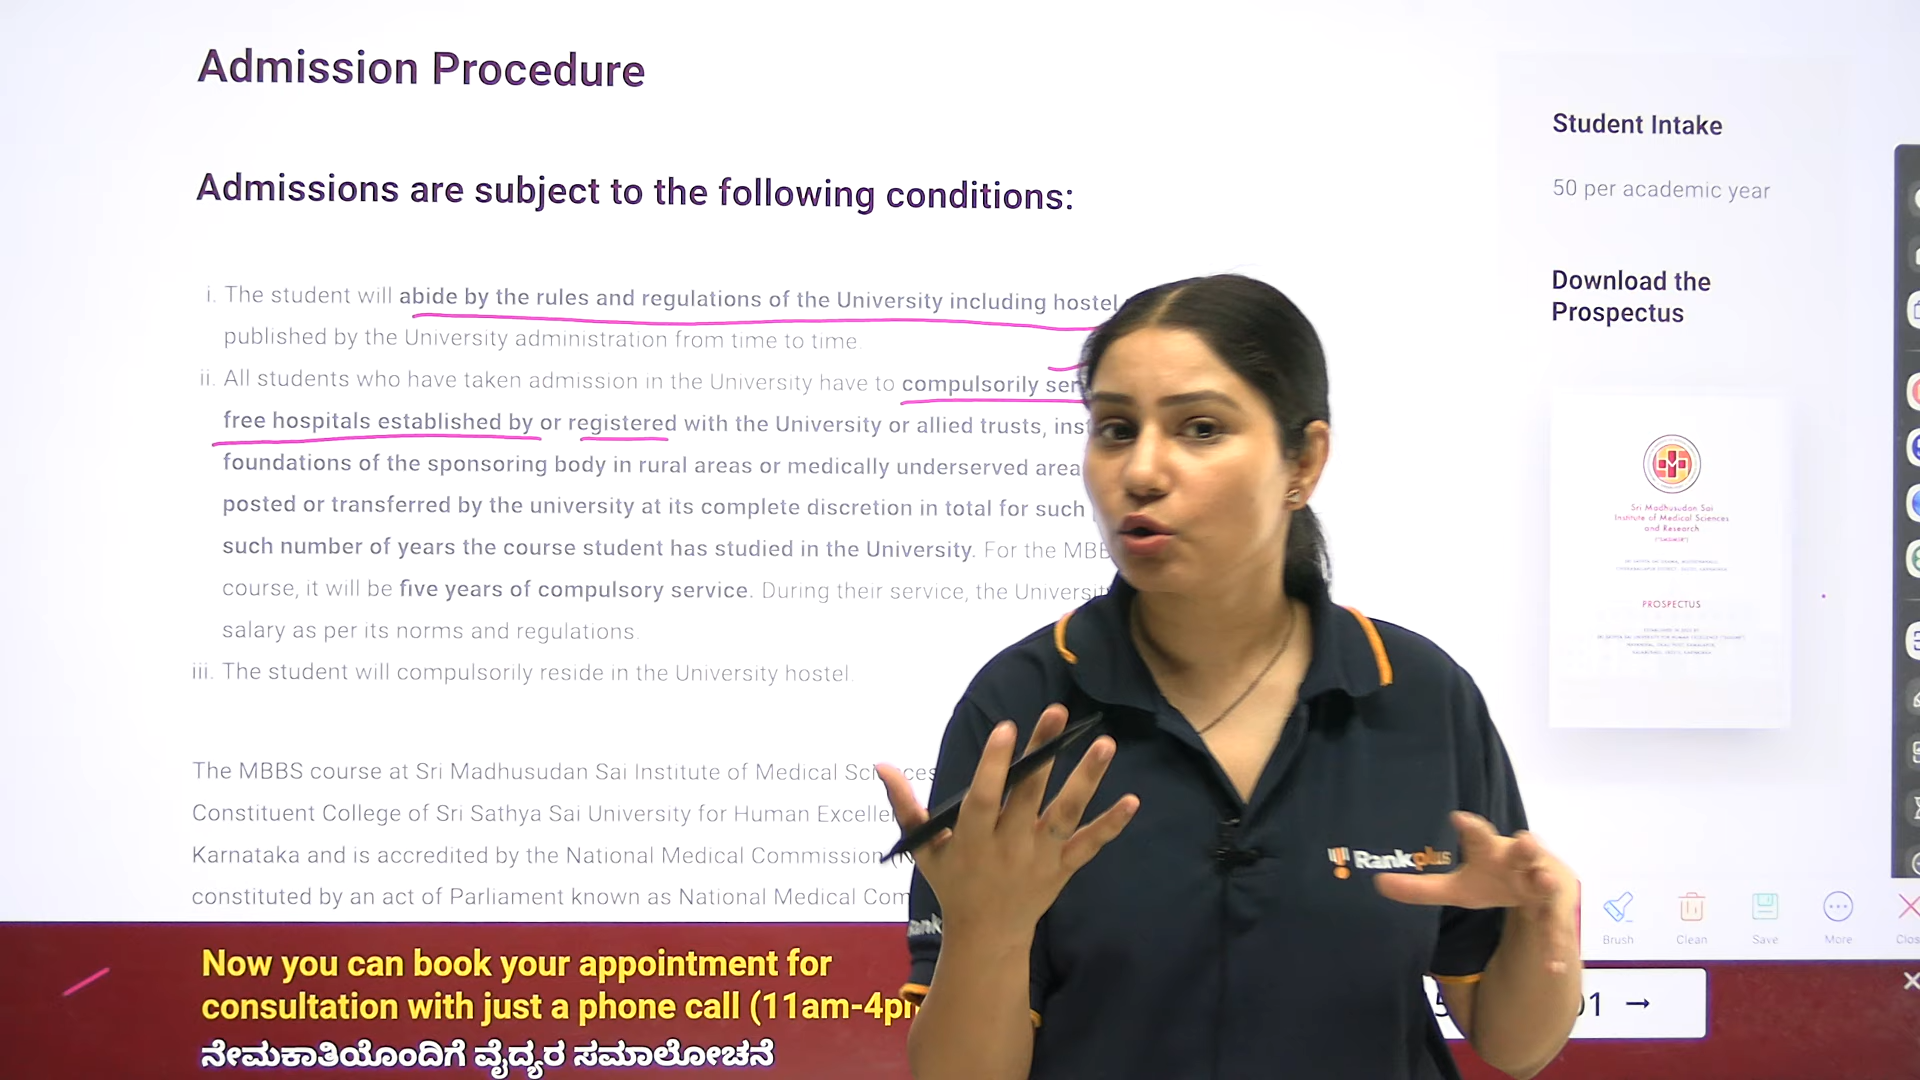 Admission Procedure
Admissions are subject to the following conditions:
i. The student will abide by the rules and regulations of the University including hostel
published by the University administration from time to time.
ii. All students who have taken admission in the University have to compulsorily
free hospitals established by or registered with the University or allied trusts,
foundations of the sponsoring body in rural areas or medically underserved
posted or transferred by the university at its complete discretion in total for such
such number of years the course student has studied in the University. For the
course, it will be five years of compulsory service. During their service, the
salary as per its norms and regulations.
iii. The student will compulsorily reside in the University hostel.
The MBBS course at Sri Madhusudan Sai Institute of Medical
Constituent College of Sri Sathya Sai University for Human
Karnataka and is accredited by the National Medical Commission
constituted by an act of Parliament known as National Medical
Student Intake
50 per academic year
Download the
Prospectus
Sri Madhusudan Sai
Institute of Medical Sciences
and Research
PROSPECTUS
Rankplus
Brush
Clean
Save
More
Now you can book your appointment for
consultation with just a phone call (11am-
ನೇಮಕಾತಿಯೊಂದಿಗೆ ವೈದ್ಯರ ಸಮಾಲೋಚನೆ
01 →